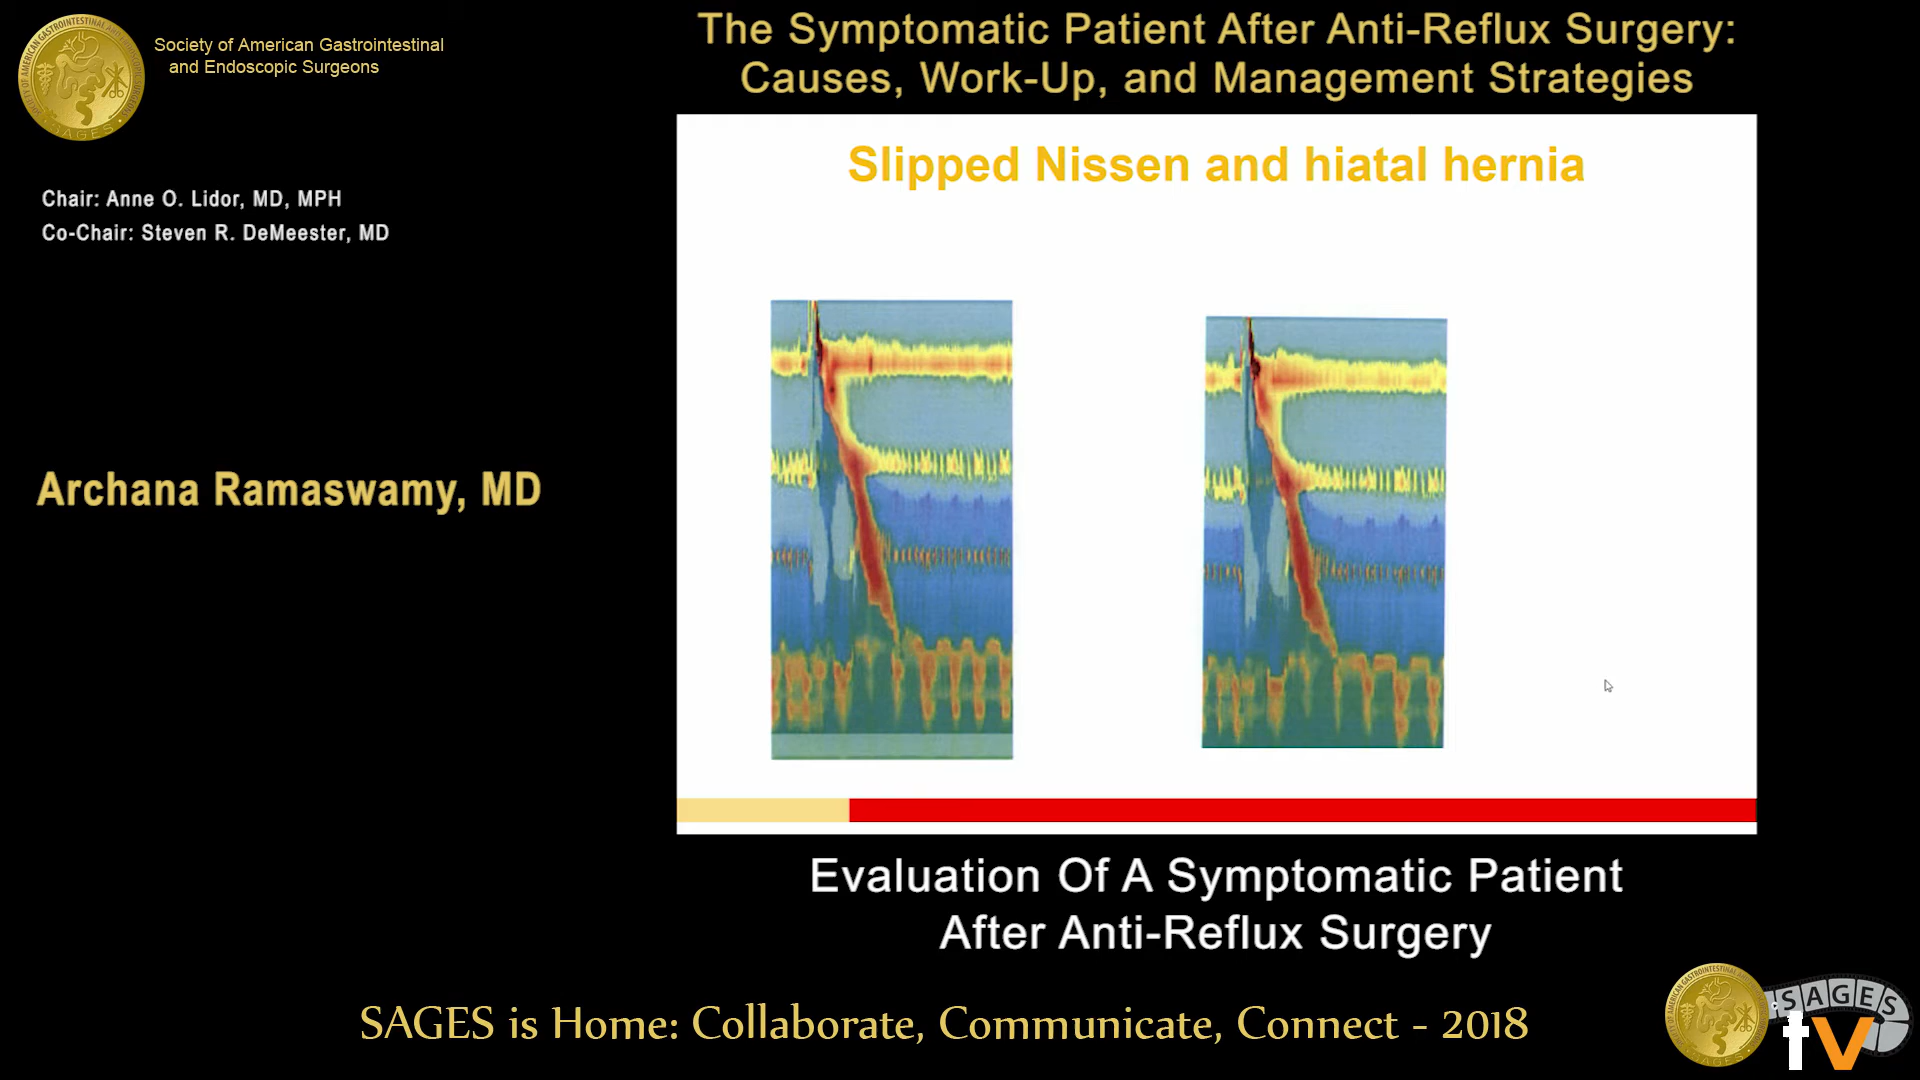 Society of American Gastrointestinal
and Endoscopic Surgeons
The Symptomatic Patient After Anti-Reflux Surgery:
Causes, Work-Up, and Management Strategies
Chair: Anne O. Lidor, MD, MPH
Co-Chair: Steven R. DeMeester, MD
Archana Ramaswamy, MD
Slipped Nissen and hiatal hernia
Evaluation Of A Symptomatic Patient
After Anti-Reflux Surgery
SAGES is Home: Collaborate, Communicate, Connect - 2018
SAGES
tv